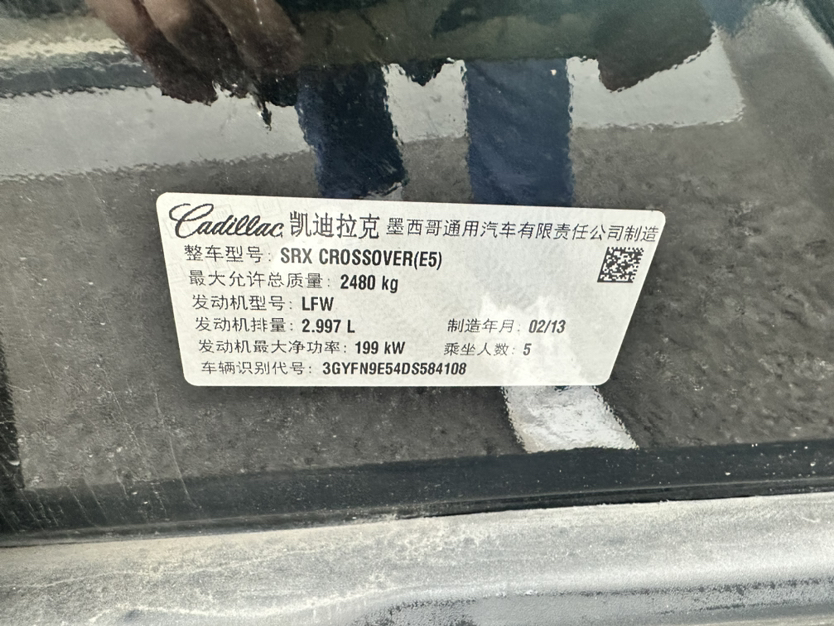 Cadillac 凯迪拉克 墨西哥通用汽车有限责任公司制造
整车型号: SRX CROSSOVER(E5)
最大允许总质量: 2480 kg
发动机型号: LFW
发动机排量: 2.997 L 制造年月: 02/13
发动机最大净功率: 199 kW 乘坐人数: 5
车辆识别代号: 3GYFN9E54DS584108